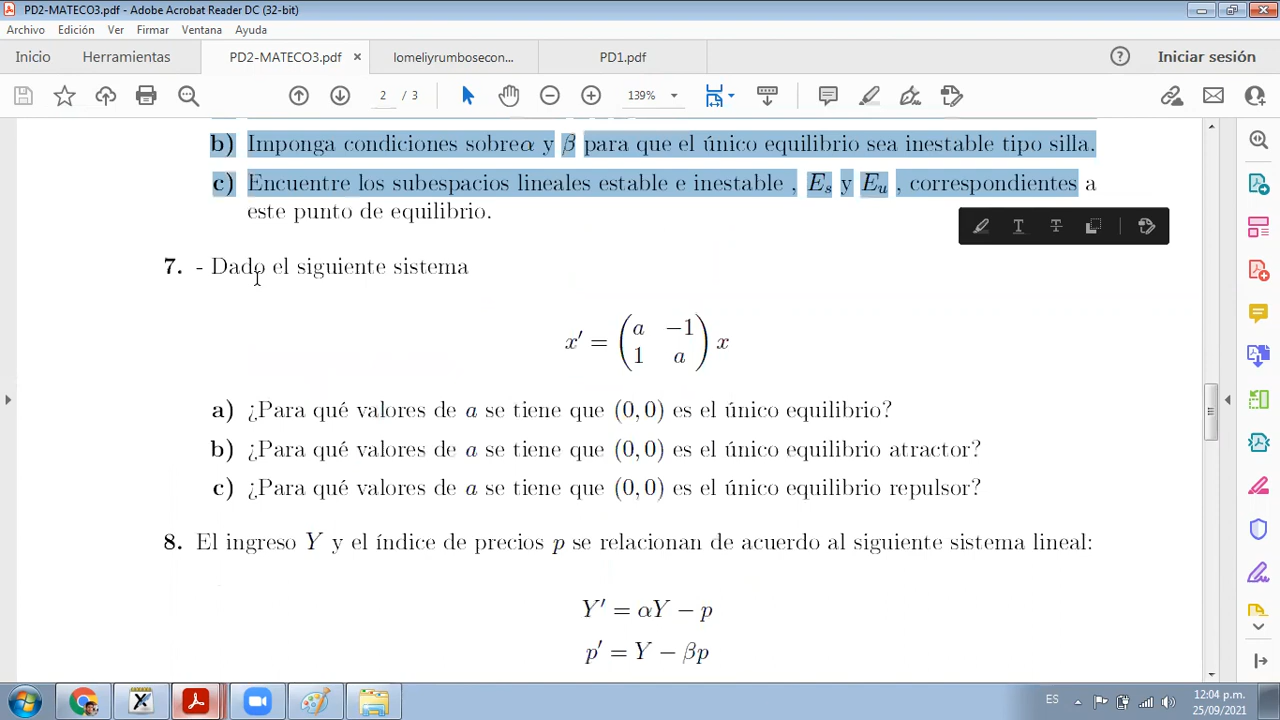 PD2-MATECO3.pdf - Adobe Acrobat Reader DC (32-bit)
Archivo Edición Ver Firmar Ventana Ayuda
Inicio Herramientas PD2-MATECO3.pdf × lomeliyrumbosecon... PD1.pdf Iniciar sesión
2 / 3 139%
b) Imponga condiciones sobreα y β para que el único equilibrio sea inestable tipo silla.
c) Encuentre los subespacios lineales estable e inestable , E_s y E_u , correspondientes a
este punto de equilibrio.
7. - Dado el siguiente sistema
x′ = (a −1
1 a) x
a) ¿Para qué valores de a se tiene que (0, 0) es el único equilibrio?
b) ¿Para qué valores de a se tiene que (0, 0) es el único equilibrio atractor?
c) ¿Para qué valores de a se tiene que (0, 0) es el único equilibrio repulsor?
8. El ingreso Y y el índice de precios p se relacionan de acuerdo al siguiente sistema lineal:
Y′ = αY − p
p′ = Y − βp
ES 12:04 p.m.
25/09/2021